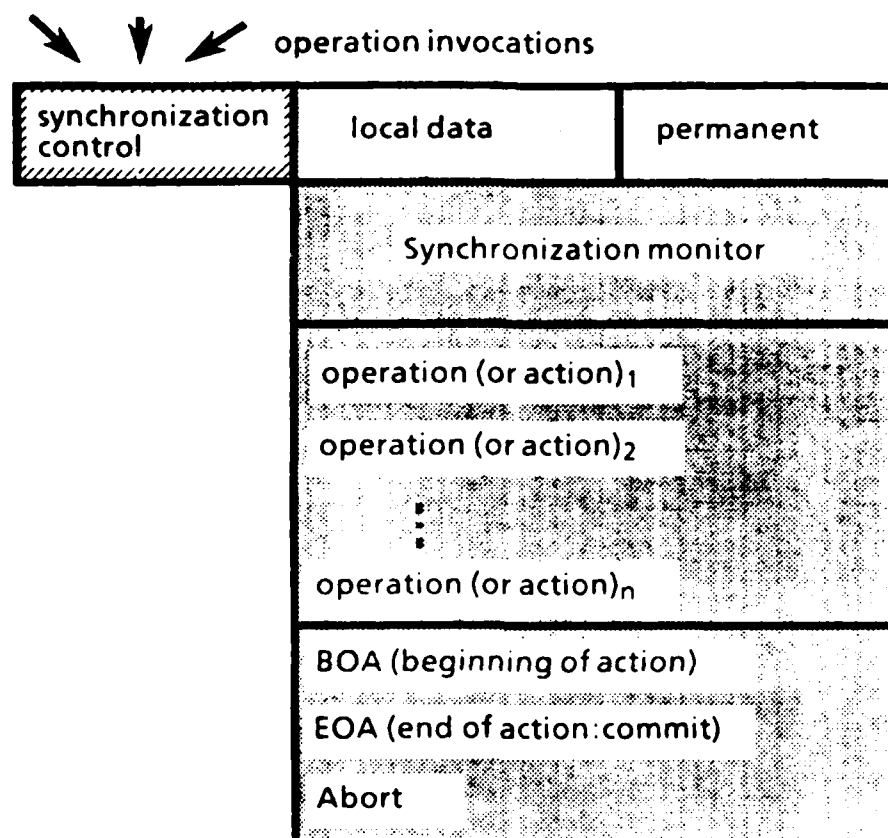 operation invocations
synchronization
control
local data
permanent
Synchronization monitor
operation (or action)1
operation (or action)2
operation (or action)n
BOA (beginning of action)
EOA (end of action:commit)
Abort